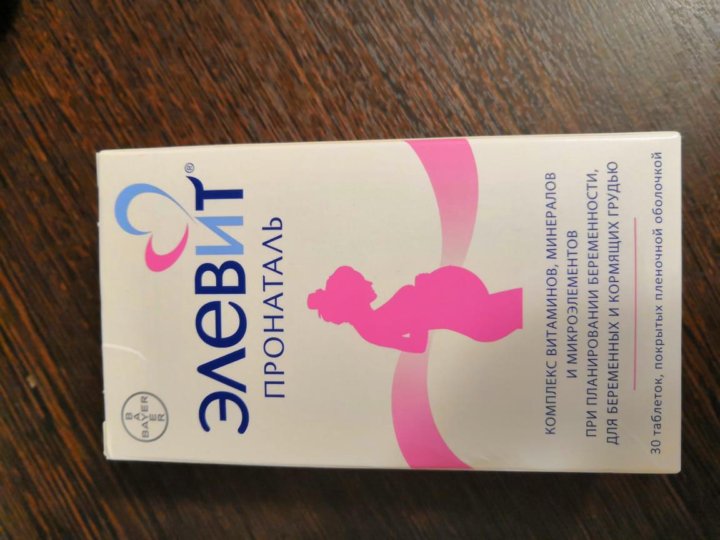 BAYER
BAYER
ЭЛЕВИТ®
ПРОНАТАЛЬ
КОМПЛЕКС ВИТАМИНОВ, МИНЕРАЛОВ
И МИКРОЭЛЕМЕНТОВ
ПРИ ПЛАНИРОВАНИИ БЕРЕМЕННОСТИ,
ДЛЯ БЕРЕМЕННЫХ И КОРМЯЩИХ ГРУДЬЮ
30 таблеток, покрытых пленочной оболочкой